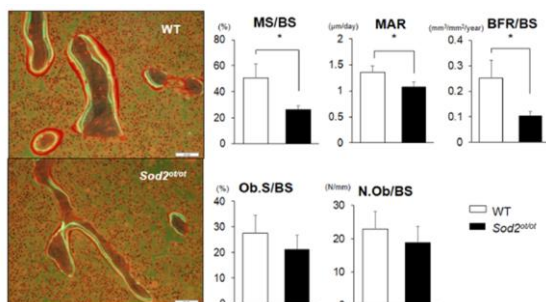 WT
Sod2ot/ot
MS/BS
(%)
80
60
40
20
0
*
MAR
(μm/day)
2
1.5
1
0.5
0
*
BFR/BS
(mm³/mm²/year)
0.4
0.3
0.2
0.1
0
*
Ob.S/BS
(%)
40
30
20
10
0
N.Ob/BS
(N/mm)
30
20
10
0
WT
Sod2ot/ot